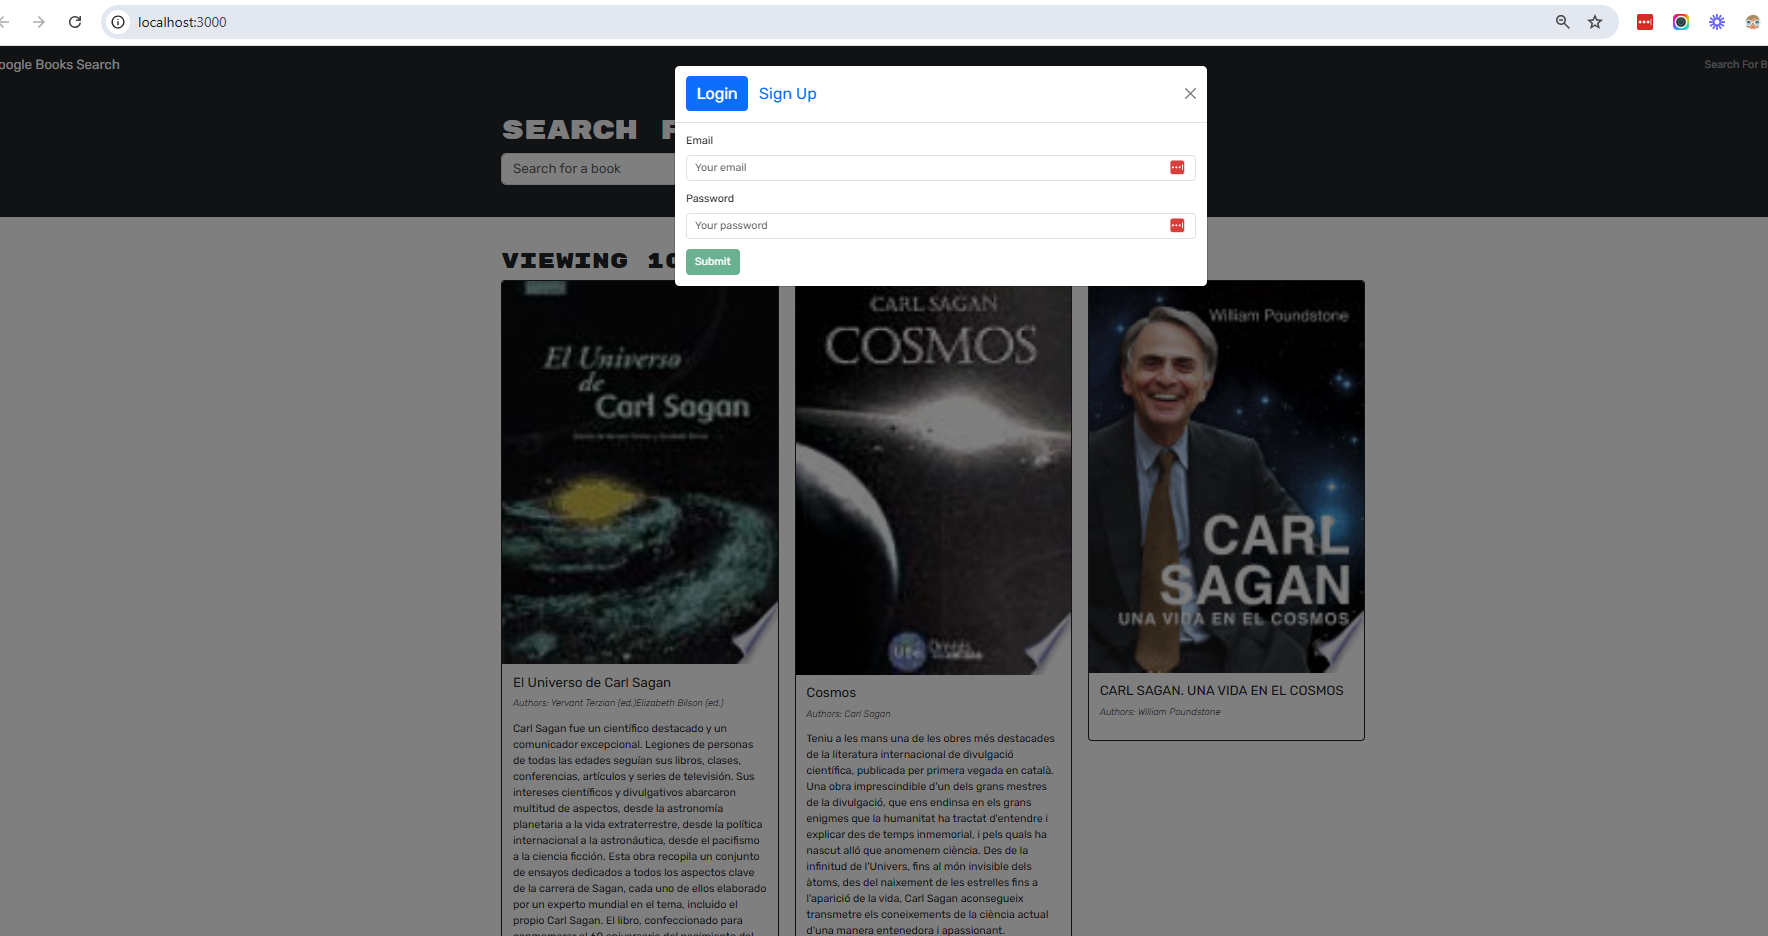 localhost:3000
oogle Books Search
Search For B
Login
Sign Up
SEARCH F
Search for a book
Email
Your email
Password
Your password
Submit
VIEWING 10
El Universo
de
Carl Sagan
El Universo de Carl Sagan
Authors: Yervant Terzian (ed.)Elizabeth Bilson (ed.)
Carl Sagan fue un científico destacado y un
comunicador excepcional. Legiones de personas
de todas las edades seguían sus libros, clases,
conferencias, artículos y series de televisión. Sus
intereses científicos y divulgativos abarcaron
multitud de aspectos, desde la astronomía
planetaria a la vida extraterrestre, desde la política
internacional a la astronáutica, desde el pacifismo
a la ciencia ficción. Esta obra recopila un conjunto
de ensayos dedicados a todos los aspectos clave
de la carrera de Sagan, cada uno de ellos elaborado
por un experto mundial en el tema, incluido el
propio Carl Sagan. El libro, confeccionado para
conmemorar el 60 aniversario del nacimiento del
CARL SAGAN
COSMOS
Cosmos
Authors: Carl Sagan
Teniu a les mans una de les obres més destacades
de la literatura internacional de divulgació
científica, publicada per primera vegada en català.
Una obra imprescindible d'un dels grans mestres
de la divulgació, que ens endinsa en els grans
enigmes que la humanitat ha tractat d'entendre i
explicar des de temps inmemorial, i pels quals ha
nascut alló que anomenem ciència. Des de la
infinitud de l'Univers, fins al món invisible dels
àtoms, des del naixement de les estrelles fins a
l'aparició de la vida, Carl Sagan aconsegueix
transmetre els coneixements de la ciència actual
d'una manera entenedora i apassionant.
William Poundstone
CARL
SAGAN
UNA VIDA EN EL COSMOS
CARL SAGAN. UNA VIDA EN EL COSMOS
Authors: William Poundstone